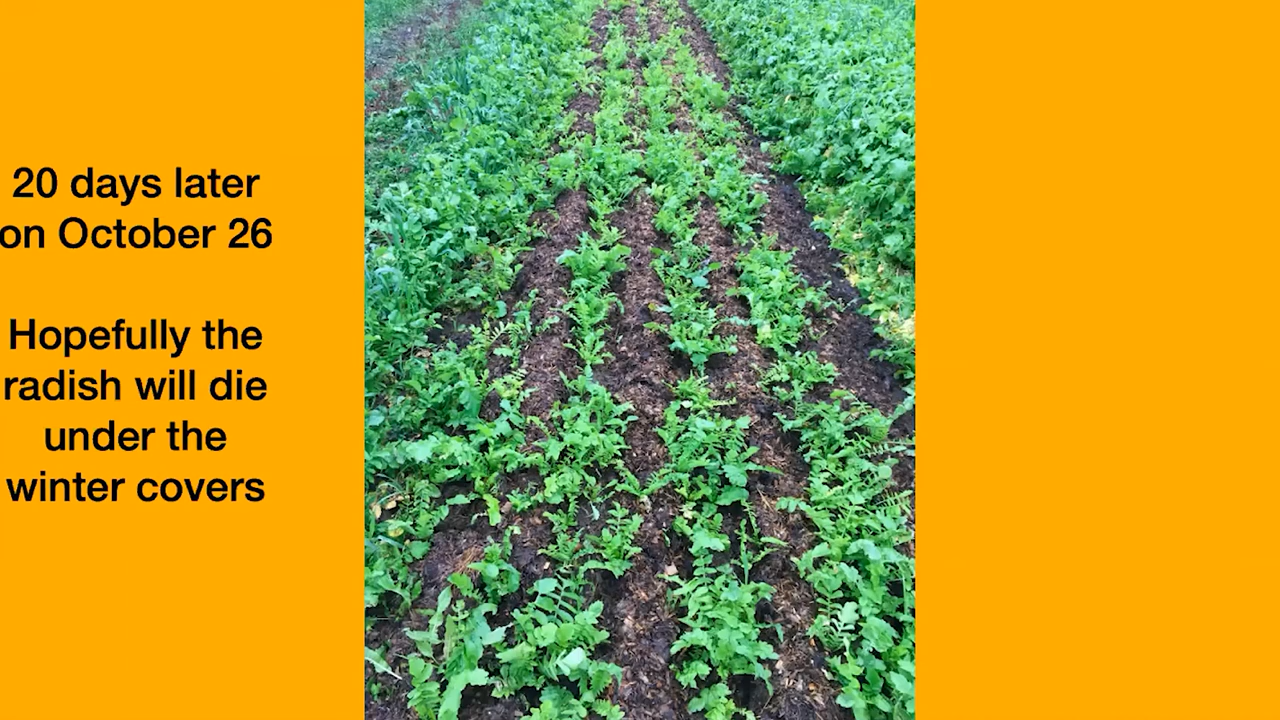 20 days later
on October 26
Hopefully the
radish will die
under the
winter covers